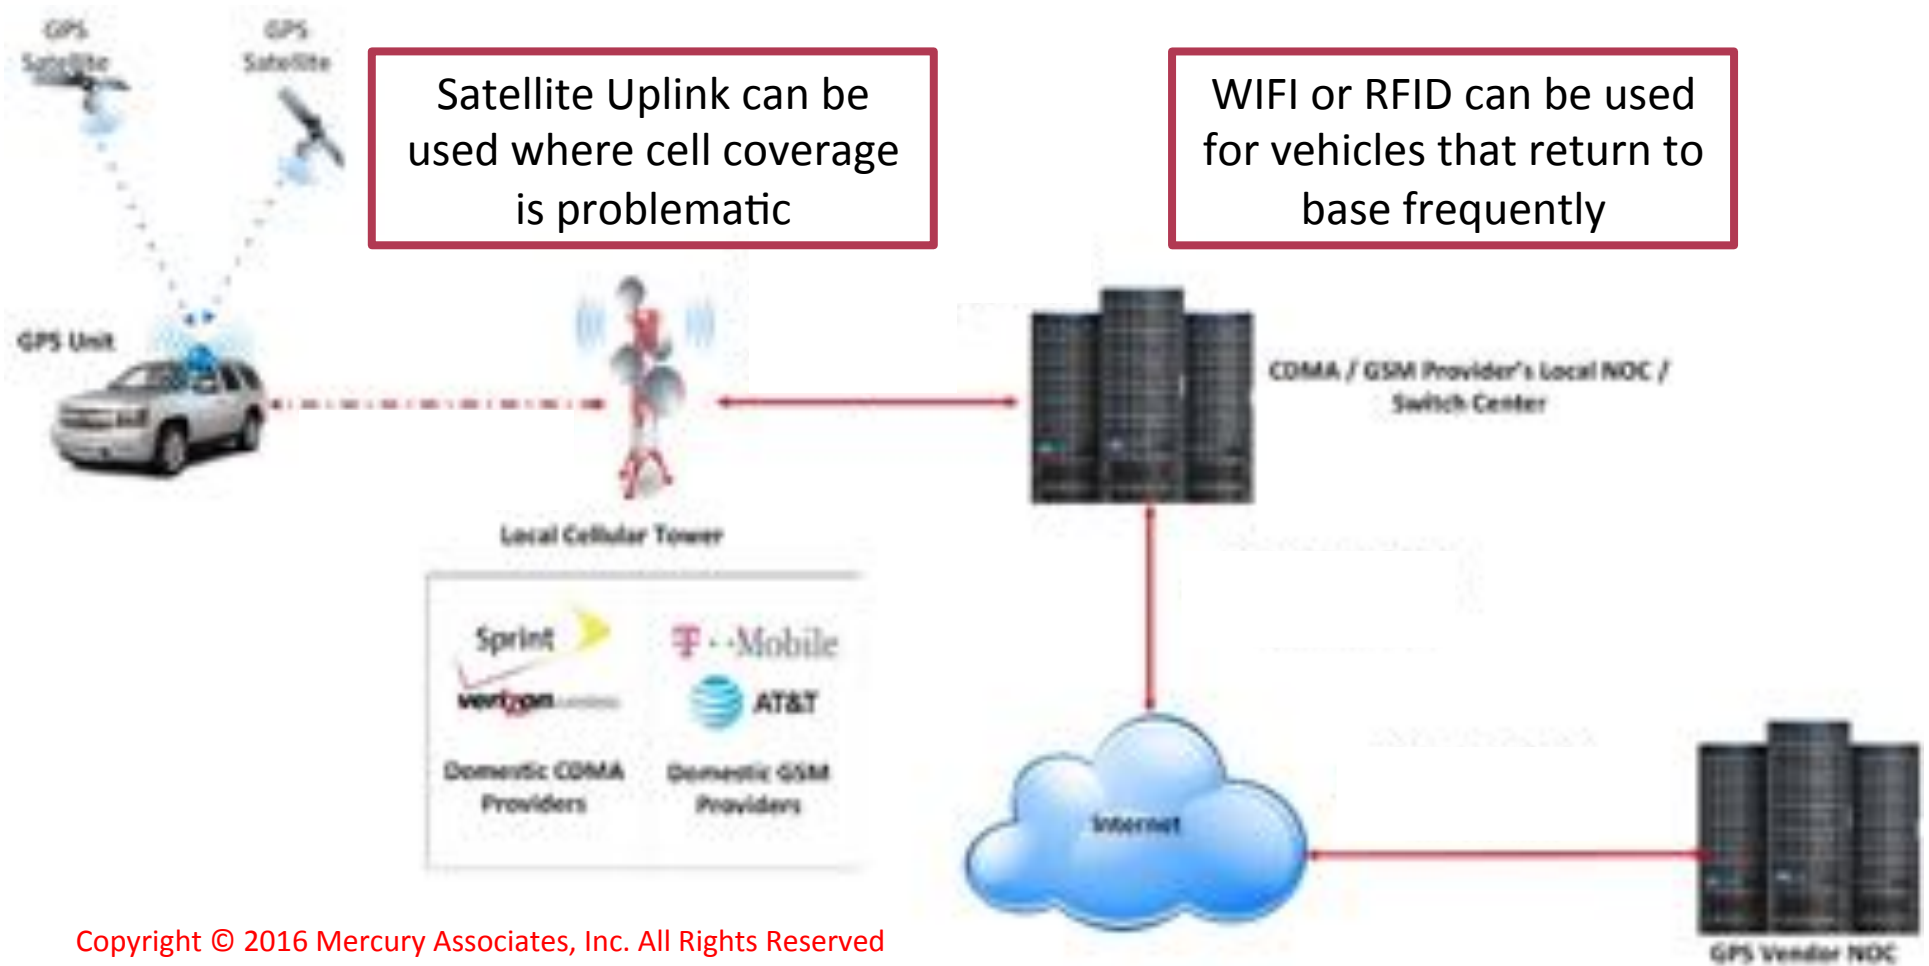 GPS
Satellite
GPS
Satellite
Satellite Uplink can be
used where cell coverage
is problematic
WIFI or RFID can be used
for vehicles that return to
base frequently
GPS Unit
CDMA / GSM Provider's Local NOC /
Switch Center
Local Cellular Tower
Sprint
verizon wireless
Domestic CDMA
Providers
T··Mobile
AT&T
Domestic GSM
Providers
Internet
GPS Vendor NOC
Copyright © 2016 Mercury Associates, Inc. All Rights Reserved